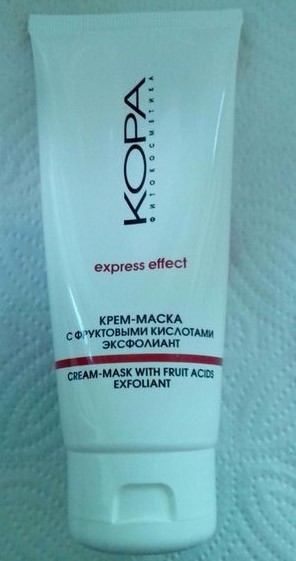 КОРА
ФИТОКОСМЕТИКА
express effect
КРЕМ-МАСКА
С ФРУКТОВЫМИ КИСЛОТАМИ
ЭКСФОЛИАНТ
CREAM-MASK WITH FRUIT ACIDS
EXFOLIANT